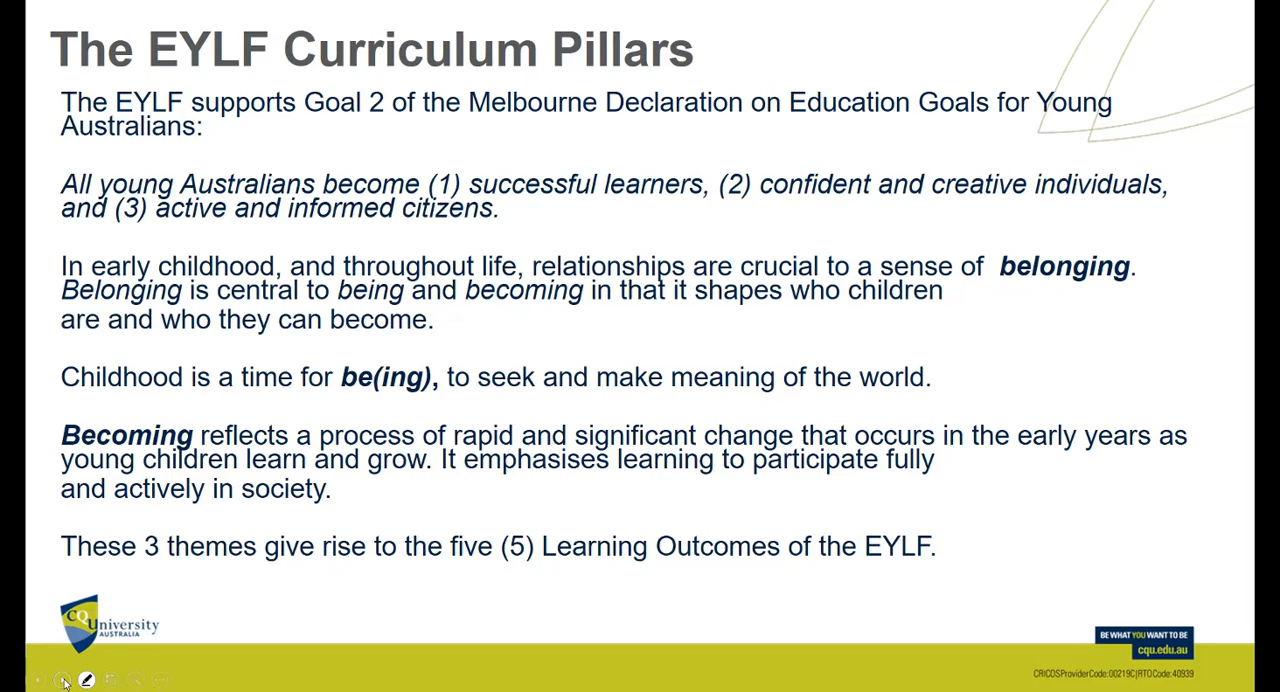 The EYLF Curriculum Pillars
The EYLF supports Goal 2 of the Melbourne Declaration on Education Goals for Young
Australians:
All young Australians become (1) successful learners, (2) confident and creative individuals,
and (3) active and informed citizens.
In early childhood, and throughout life, relationships are crucial to a sense of belonging.
Belonging is central to being and becoming in that it shapes who children
are and who they can become.
Childhood is a time for be(ing), to seek and make meaning of the world.
Becoming reflects a process of rapid and significant change that occurs in the early years as
young children learn and grow. It emphasises learning to participate fully
and actively in society.
These 3 themes give rise to the five (5) Learning Outcomes of the EYLF.
CQUniversity
AUSTRALIA
BE WHAT YOU WANT TO BE
cqu.edu.au
CRICOSProviderCode:00219C|RTOCode:40939